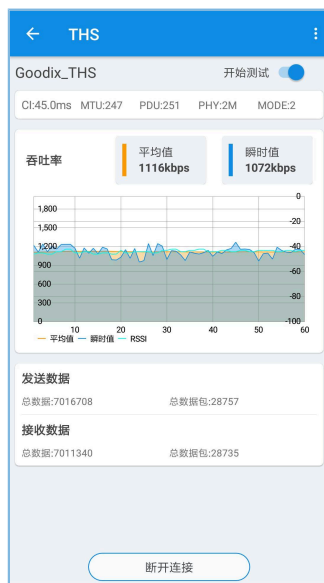 THS
Goodix_THS 开始测试
CI:45.0ms MTU:247 PDU:251 PHY:2M MODE:2
吞吐率
平均值
1116kbps
瞬时值
1072kbps
0
1,800
-20
1,500
1,200
-40
900
-60
600
-80
300
0
-100
10 20 30 40 50 60
平均值 瞬时值 RSSI
发送数据
总数据:7016708 总数据包:28757
接收数据
总数据:7011340 总数据包:28735
断开连接